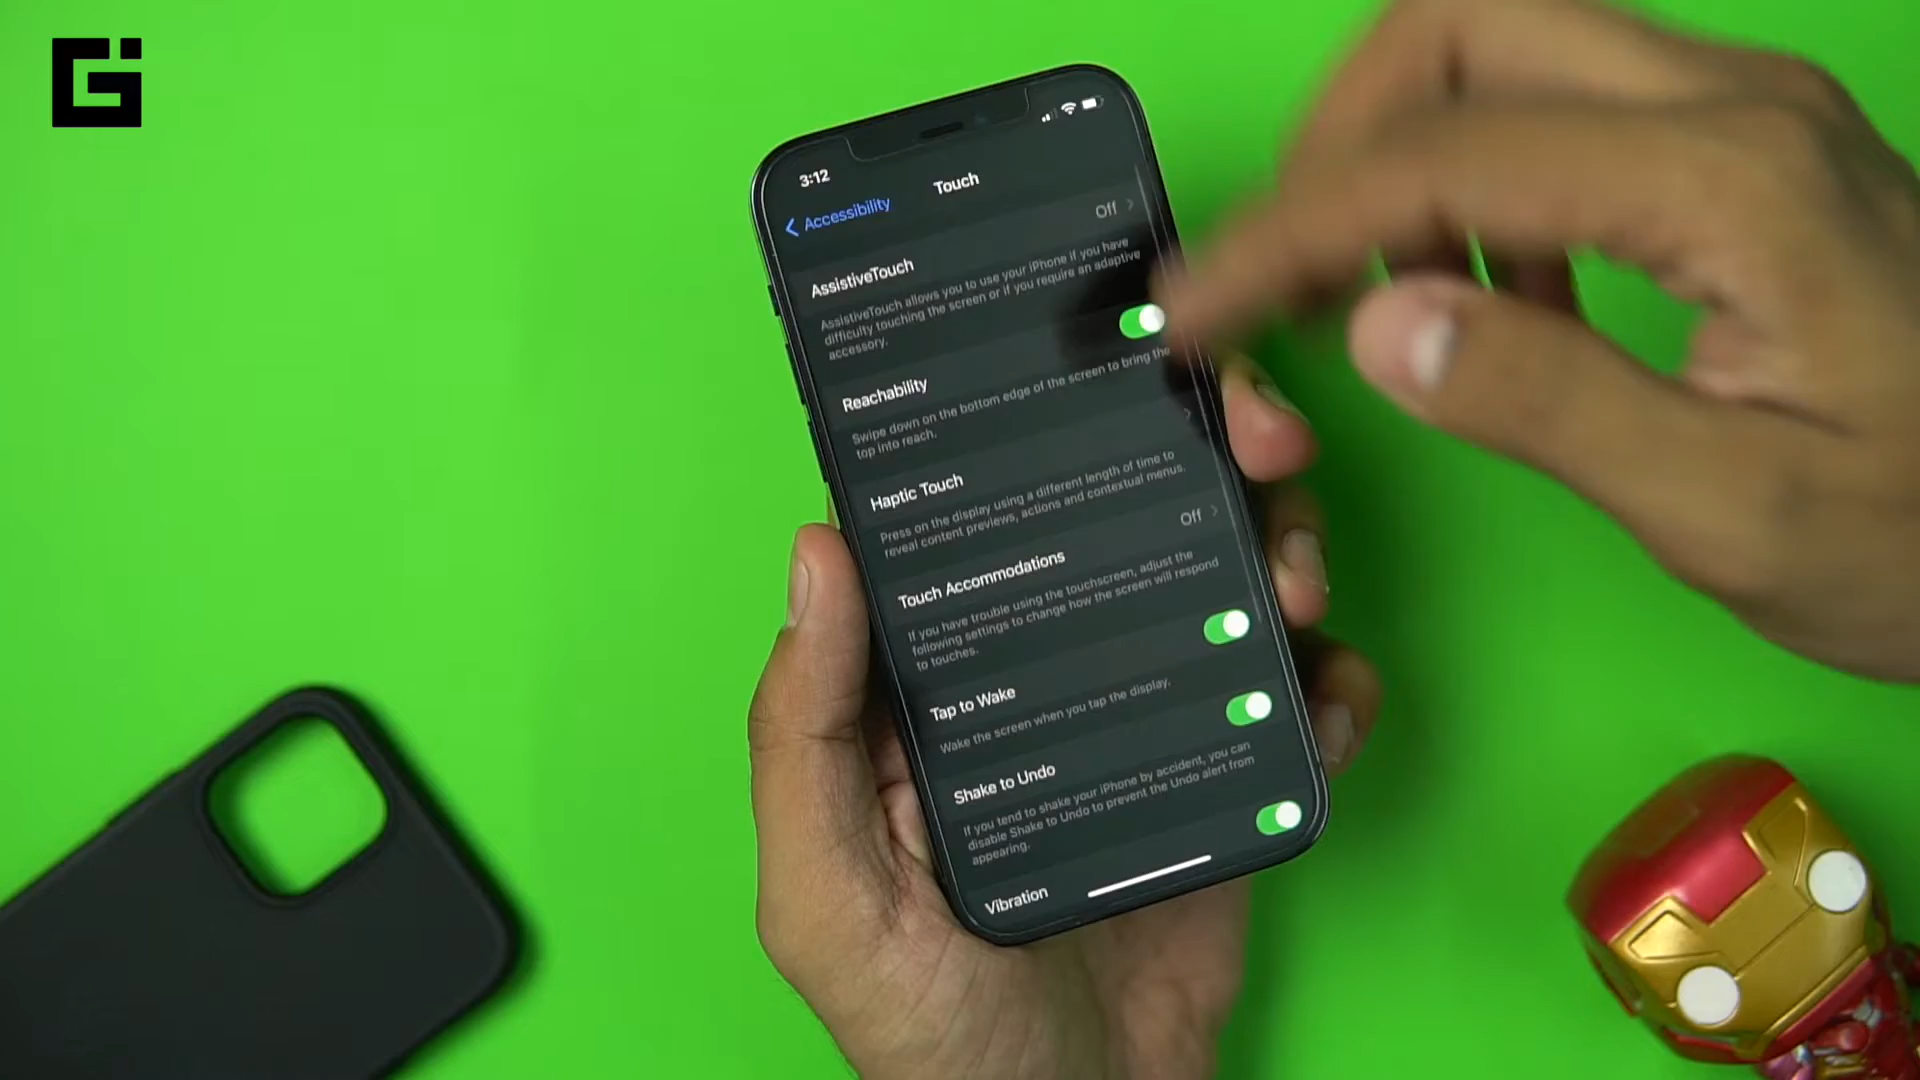 3:12
Touch
Accessibility
Off
AssistiveTouch
AssistiveTouch allows you to use your iPhone if you have
difficulty touching the screen or if you require an adaptive
accessory.
Reachability
Swipe down on the bottom edge of the screen to bring the
top into reach.
Haptic Touch
Press on the display using a different length of time to
reveal content previews, actions and contextual menus.
Off
Touch Accommodations
If you have trouble using the touchscreen, adjust the
following settings to change how the screen will respond
to touches.
Tap to Wake
Wake the screen when you tap the display.
Shake to Undo
If you tend to shake your iPhone by accident, you can
disable Shake to Undo to prevent the Undo alert from
appearing.
Vibration